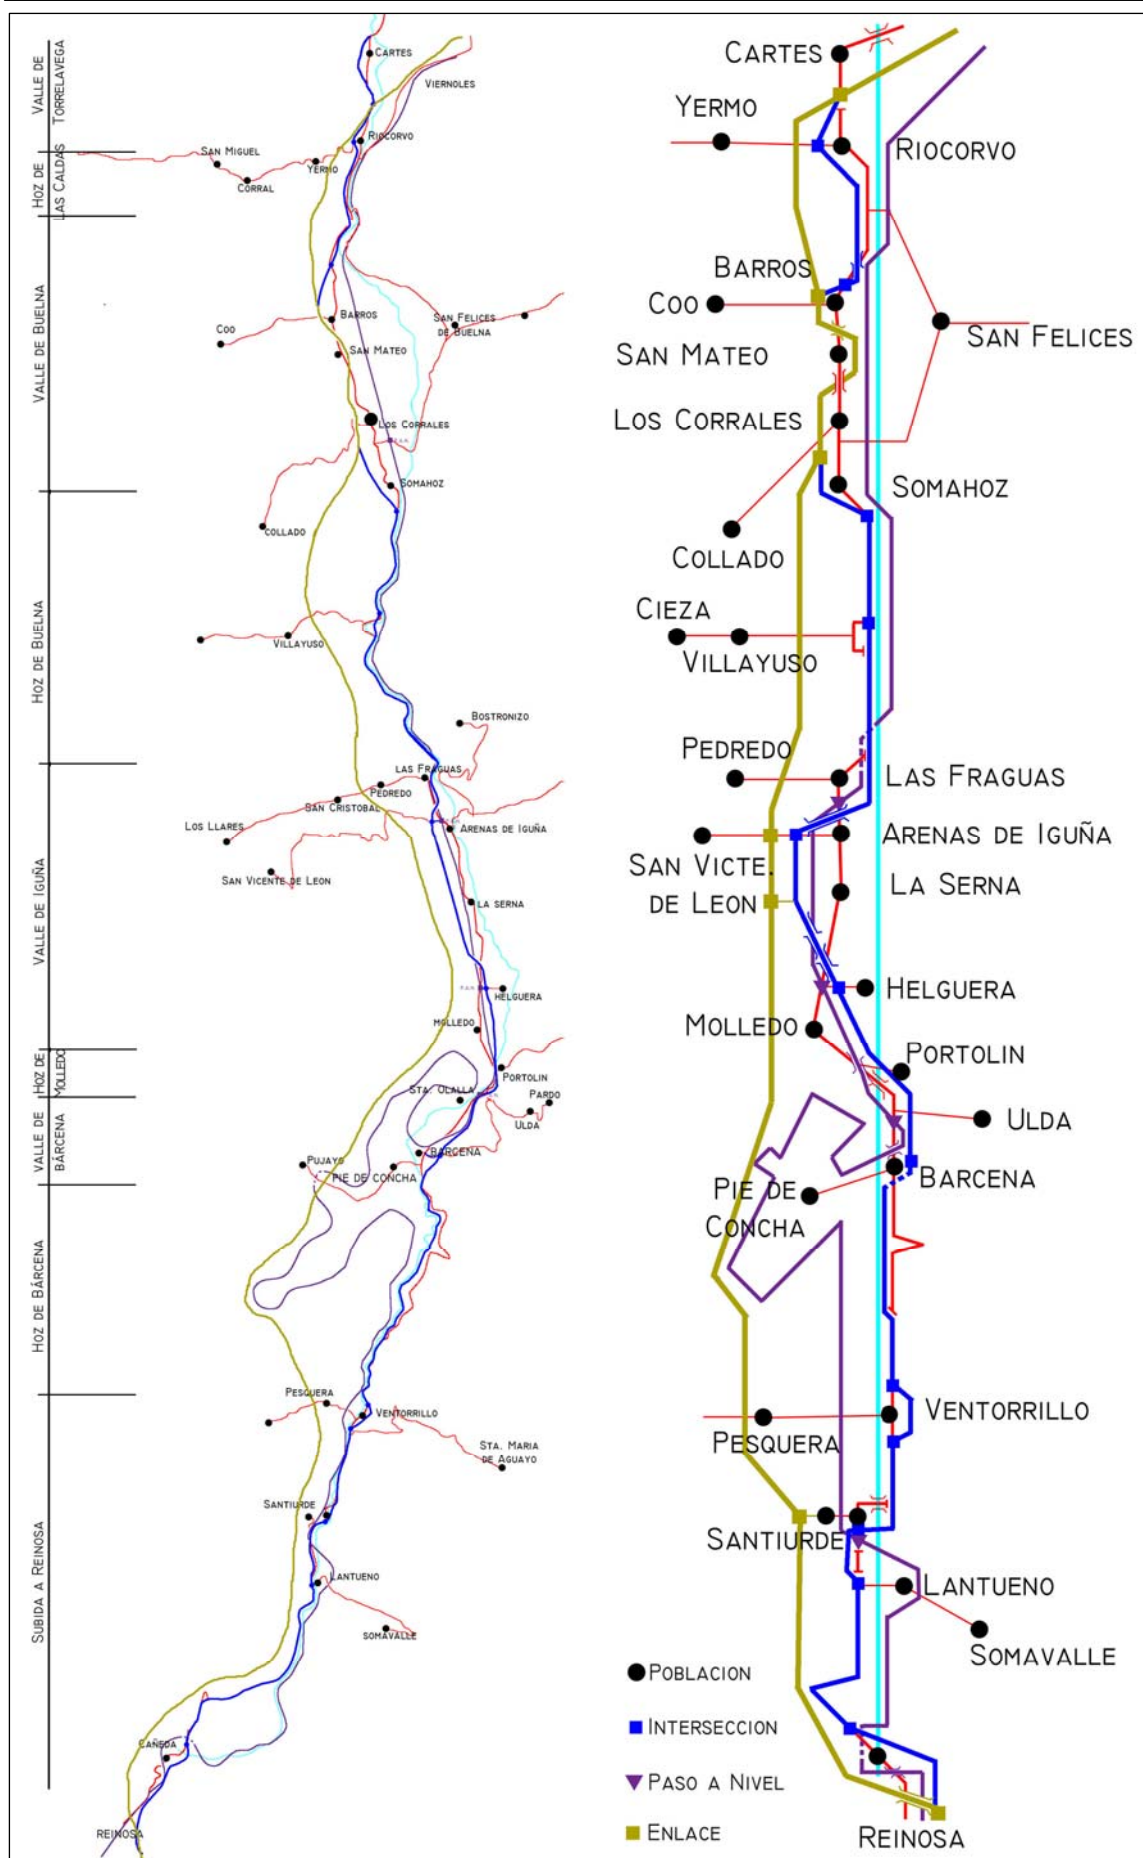 VALLE DE
TORRELAVEGA
HOZ DE
LAS CALDAS
VALLE DE BUELNA
HOZ DE BUELNA
VALLE DE IGUÑA
HOZ DE
MOLLEDO
VALLE DE
BÁRCENA
HOZ DE BÁRCENA
SUBIDA A REINOSA
CARTES
VIERNOLES
RIOCORVO
SAN MIGUEL
YERMO
CORRAL
BARROS
SAN FELICES
DE BUELNA
COO
SAN MATEO
LOS CORRALES
SOMAHOZ
COLLADO
VILLAYUSO
BOSTRONIZO
LAS FRAGUAS
PEDREDO
SAN CRISTOBAL
LOS LLARES
ARENAS DE IGUÑA
SAN VICENTE DE LEON
LA SERNA
HELGUERA
MOLLEDO
PORTOLIN
STA. OLALLA
PARDO
ULDA
BARCENA
PUJAYO
PIE DE CONCHA
PESQUERA
VENTORRILLO
STA. MARIA
DE AGUAYO
SANTIURDE
LANTUENO
SOMAVALLE
CAÑEDA
REINOSA
CARTES
YERMO
RIOCORVO
BARROS
COO
SAN FELICES
SAN MATEO
LOS CORRALES
SOMAHOZ
COLLADO
CIEZA
VILLAYUSO
PEDREDO
LAS FRAGUAS
ARENAS DE IGUÑA
SAN VICTE.
DE LEON
LA SERNA
HELGUERA
MOLLEDO
PORTOLIN
ULDA
BARCENA
PIE DE
CONCHA
VENTORRILLO
PESQUERA
SANTIURDE
LANTUENO
SOMAVALLE
POBLACION
INTERSECCION
PASO A NIVEL
ENLACE
REINOSA